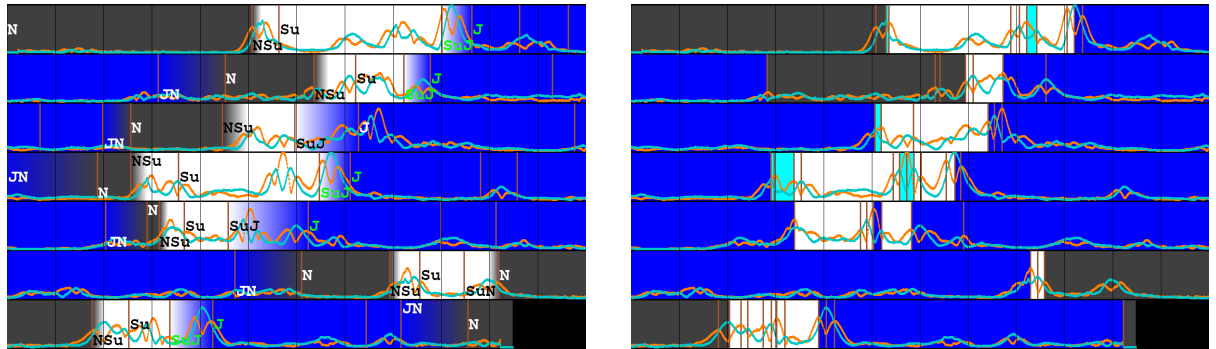 N Su J
NSu SuJ
N Su J
JN NSu SuJ
N NSu J
JN SuJ
NSu
JN Su J
N SuJ
N Su SuJ J
JN NSu
N Su N
JN NSu SuN
JN
Su J N
NSu SuJ